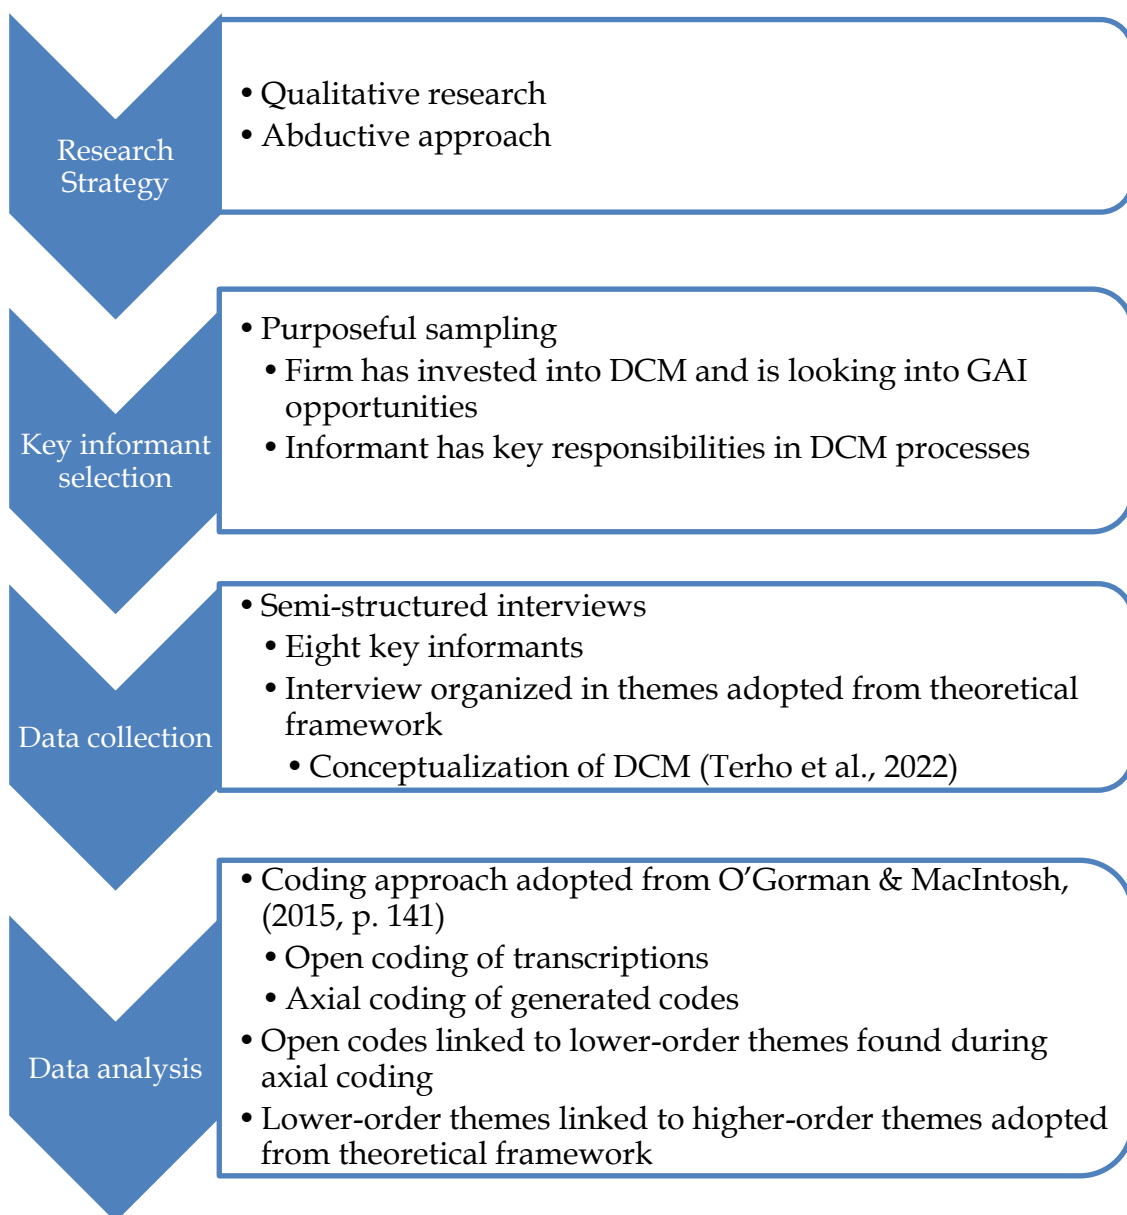 Research
Strategy
• Qualitative research
• Abductive approach
Key informant
selection
• Purposeful sampling
• Firm has invested into DCM and is looking into GAI
opportunities
• Informant has key responsibilities in DCM processes
Data collection
• Semi-structured interviews
• Eight key informants
• Interview organized in themes adopted from theoretical
framework
• Conceptualization of DCM (Terho et al., 2022)
Data analysis
• Coding approach adopted from O’Gorman & MacIntosh,
(2015, p. 141)
• Open coding of transcriptions
• Axial coding of generated codes
• Open codes linked to lower-order themes found during
axial coding
• Lower-order themes linked to higher-order themes adopted
from theoretical framework